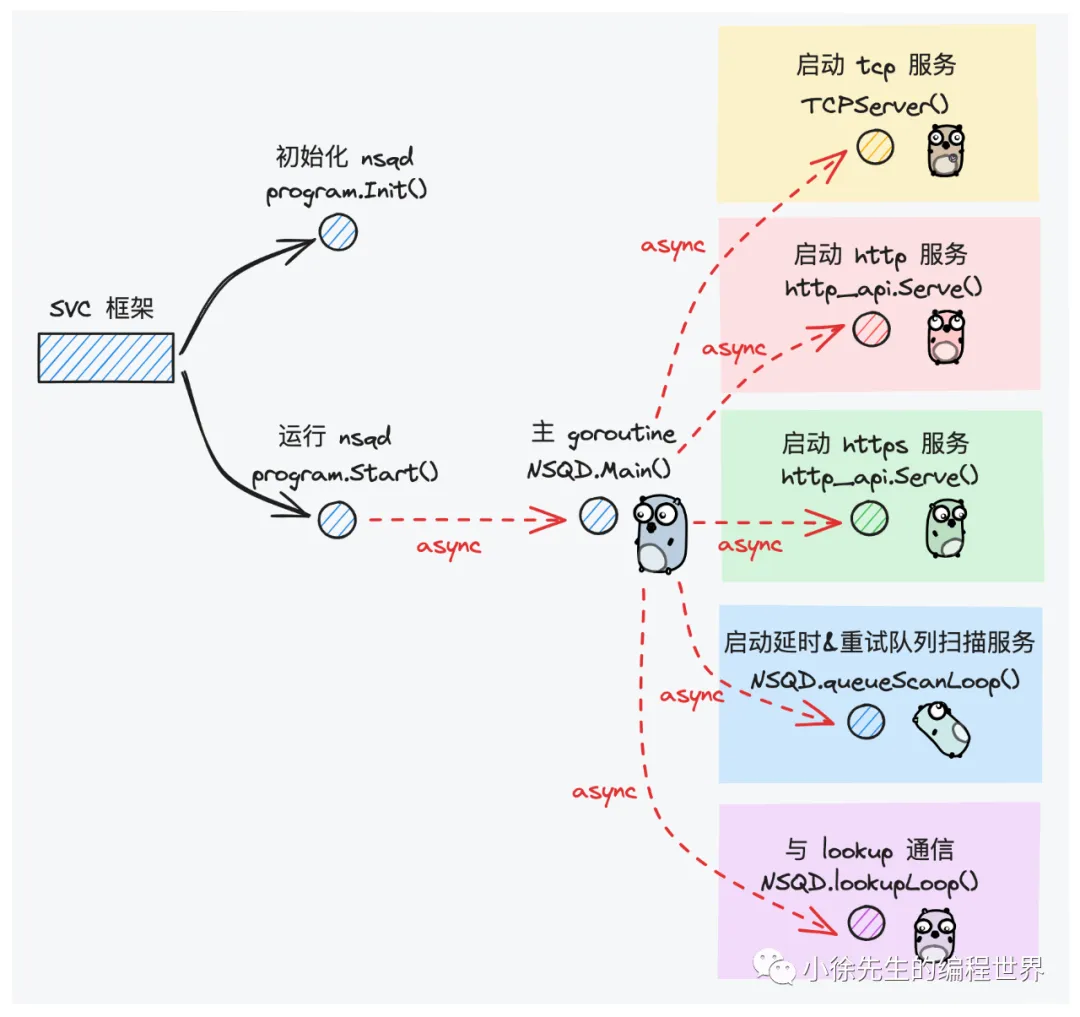 SVC 框架
初始化 nsqd
program.Init()
运行 nsqd
program.Start()
async
主 goroutine
NSQD.Main()
async
启动 tcp 服务
TCPServer()
async
启动 http 服务
http_api.Serve()
async
启动 https 服务
http_api.Serve()
async
启动延时&重试队列扫描服务
NSQD.queueScanLoop()
async
与 lookup 通信
NSQD.lookupLoop()
小徐先生的编程世界